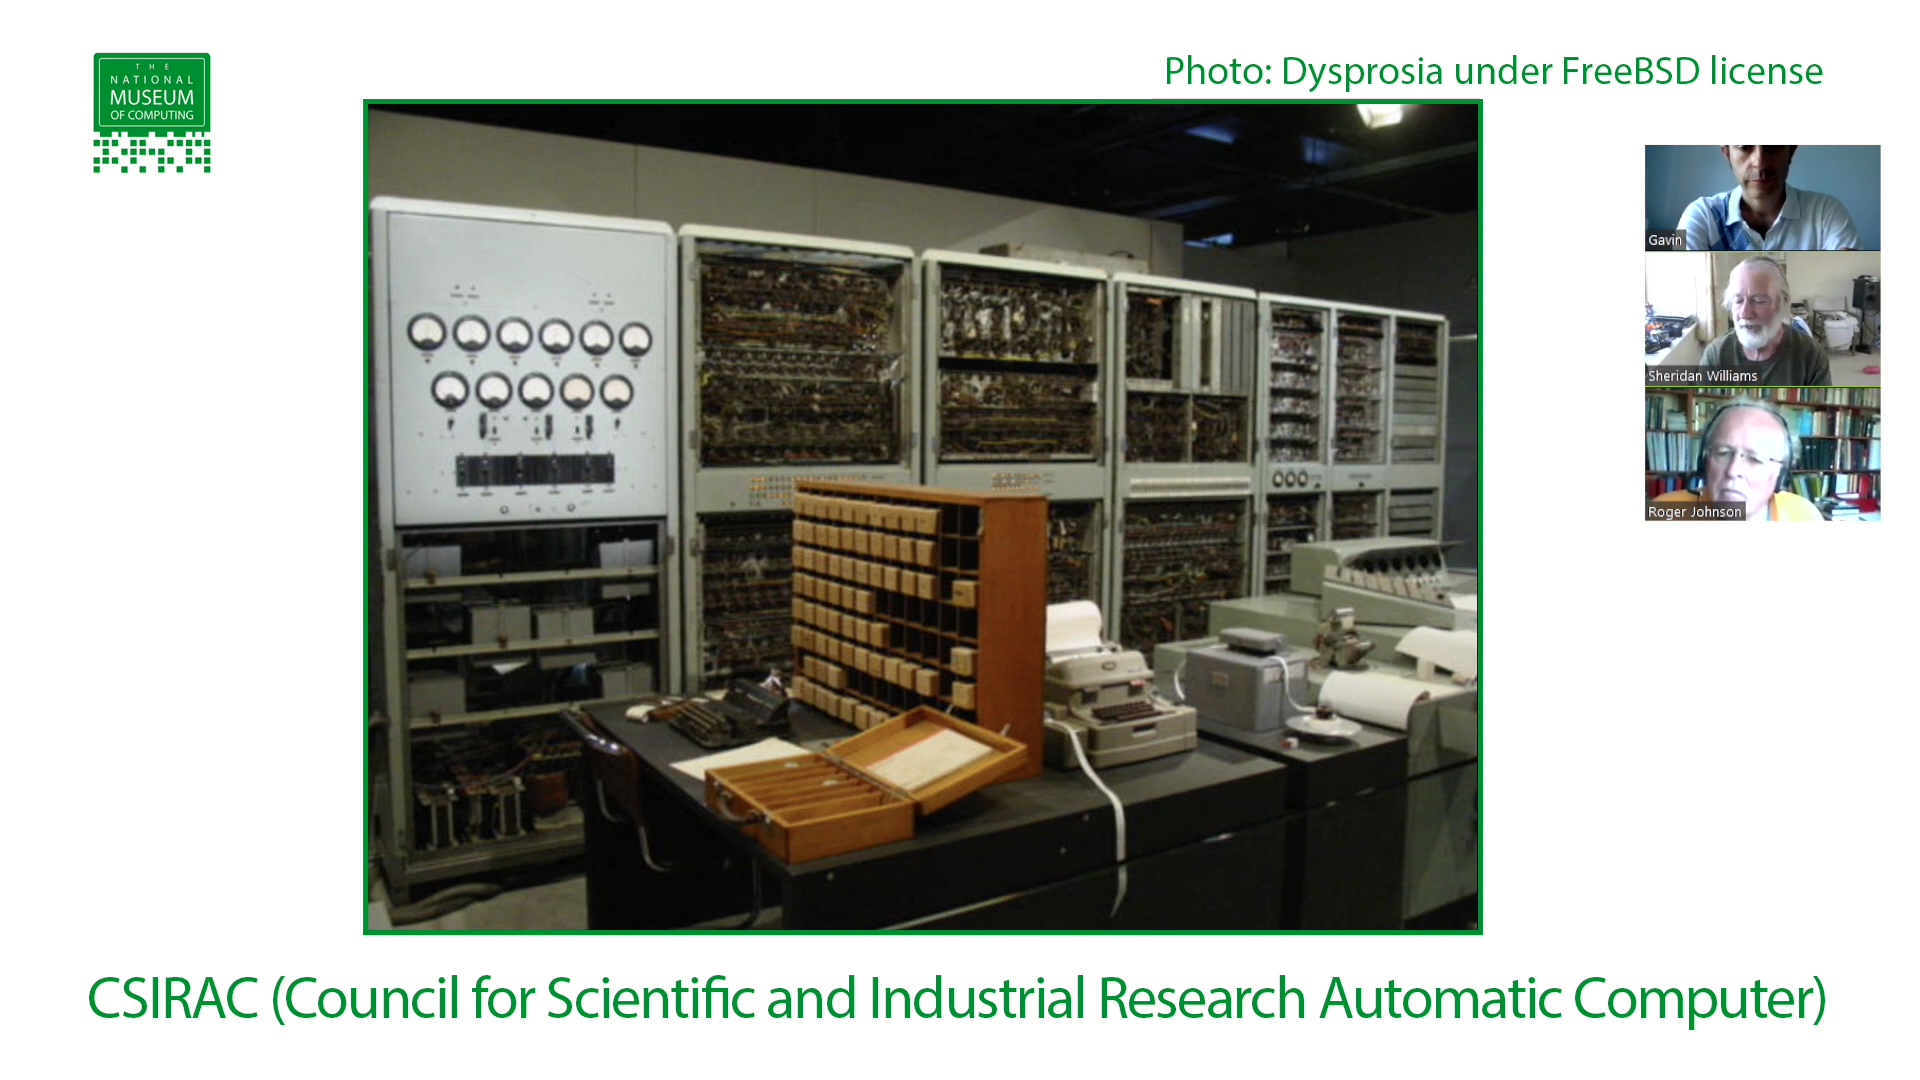 THE
NATIONAL
MUSEUM
OF COMPUTING
Photo: Dysprosia under FreeBSD license
Gavin
Sheridan Williams
Roger Johnson
CSIRAC (Council for Scientific and Industrial Research Automatic Computer)